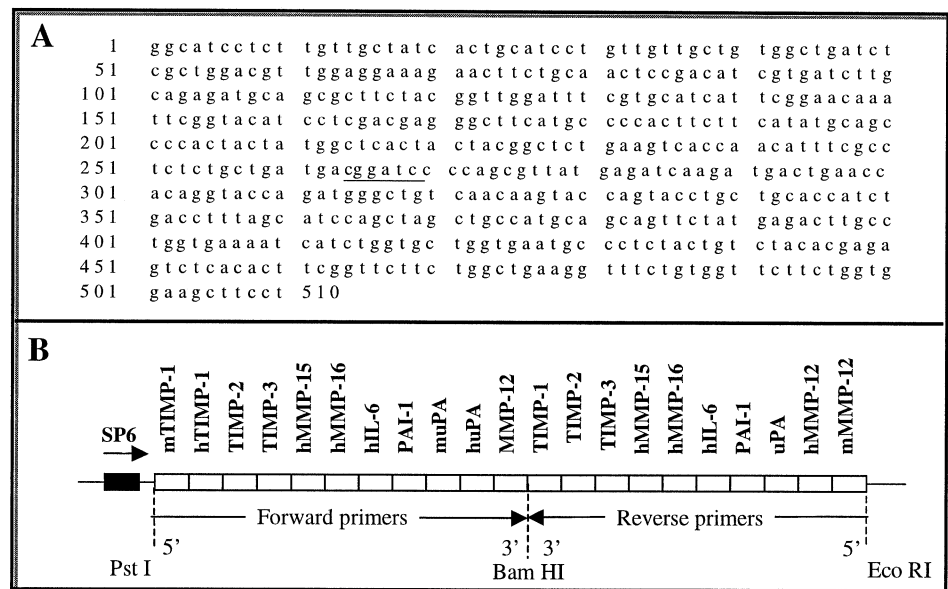 A
1 ggcatcctct tgttgctatc actgcatcct gttgttgctg tggctgatct
51 cgctggacgt tggaggaaag aacttctgca actccgacat cgtgatcttg
101 cagagatgca gcgcttctac ggttggattt cgtgcatcat tcggaacaaa
151 ttcggtacat cctcgacgag ggcttcatgc cccacttctt catatgcagc
201 cccactacta tggctcacta ctacggctct gaagtcacca acatttcgcc
251 tctctgctga tgacggatcc ccagcgttat gagatcaaga tgactgaacc
301 acaggtacca gatgggctgt caacaagtac cagtacctgc tgcaccatct
351 gacctttagc atccagctag ctgccatgca gcagttctat gagacttgcc
401 tggtgaaaat catctggtgc tggtgaatgc cctctactgt ctacacgaga
451 gtctcacact tcggttcttc tggctgaagg tttctgtggt tcttctggtg
501 gaagcttcct 510
B
SP6 mTIMP-1 hTIMP-1 TIMP-2 TIMP-3 hMMP-15 hMMP-16 hIL-6 PAI-1 muPA huPA MMP-12 TIMP-1 TIMP-2 TIMP-3 hMMP-15 hMMP-16 hIL-6 PAI-1 uPA hMMP-12 mMMP-12
Forward primers Reverse primers
5’ 3’ 3’ 5’
Pst I Bam HI Eco RI